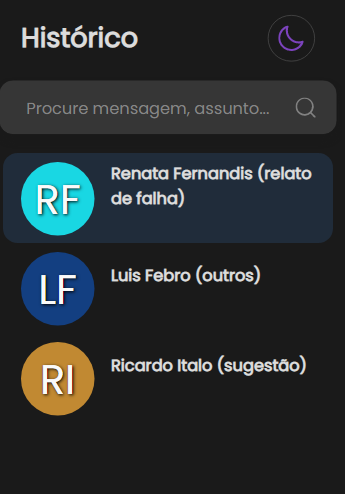 Histórico
Procure mensagem, assunto...
RF
Renata Fernandis (relato
de falha)
LF
Luis Febro (outros)
RI
Ricardo Italo (sugestão)